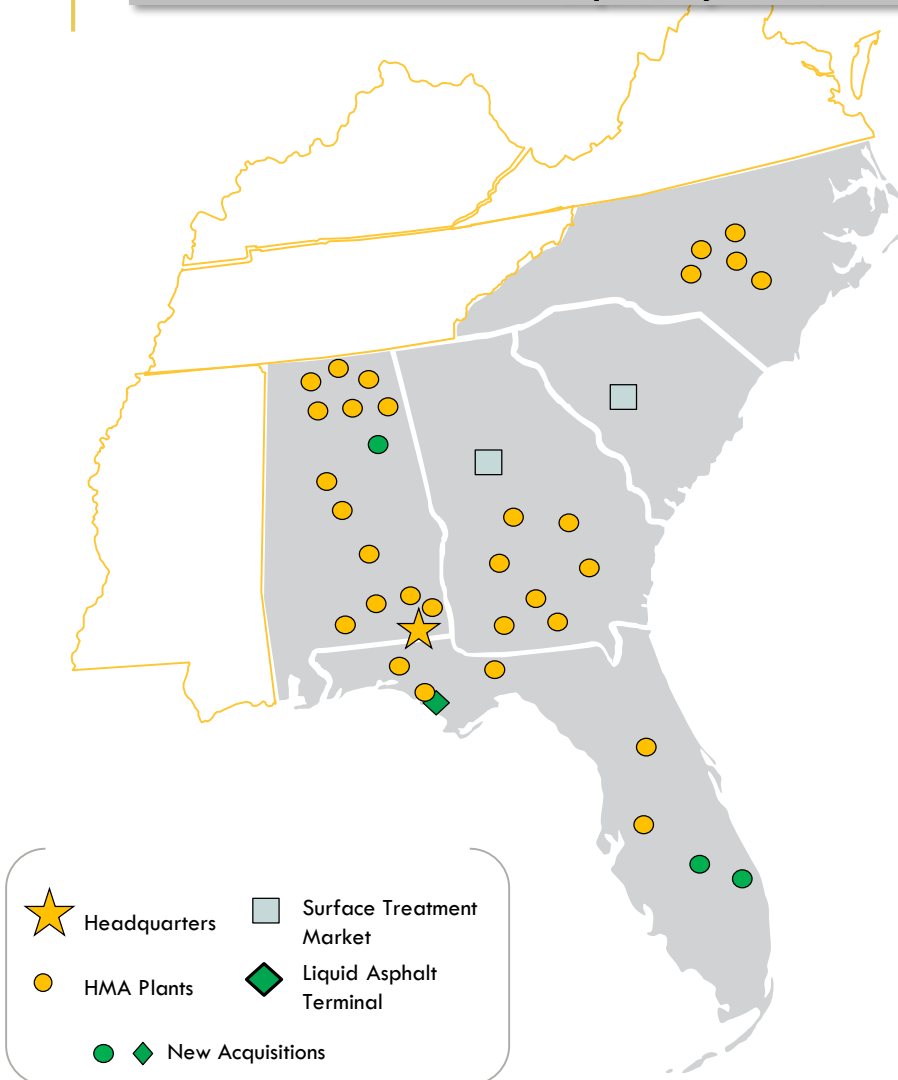 Headquarters
Surface Treatment
Market
HMA Plants
Liquid Asphalt
Terminal
New Acquisitions